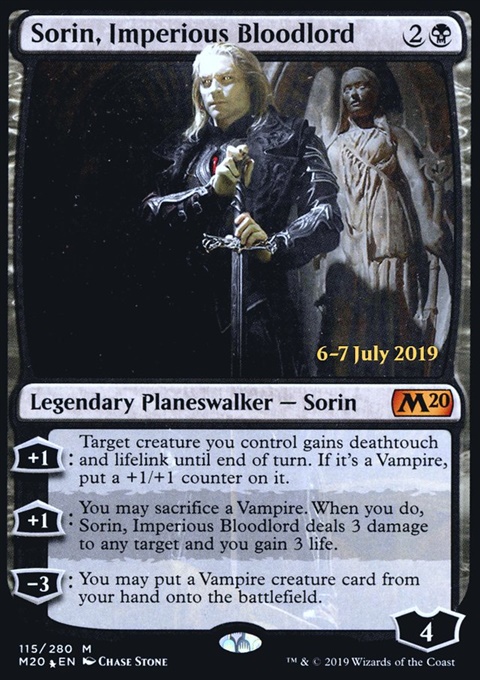 Sorin, Imperious Bloodlord 2
6–7 July 2019
Legendary Planeswalker — Sorin M20
+1 : Target creature you control gains deathtouch
and lifelink until end of turn. If it's a Vampire,
put a +1/+1 counter on it.
+1 : You may sacrifice a Vampire. When you do,
Sorin, Imperious Bloodlord deals 3 damage
to any target and you gain 3 life.
−3 : You may put a Vampire creature card from
your hand onto the battlefield.
4
115/280 M
M20 ★ EN Chase Stone
™ & © 2019 Wizards of the Coast